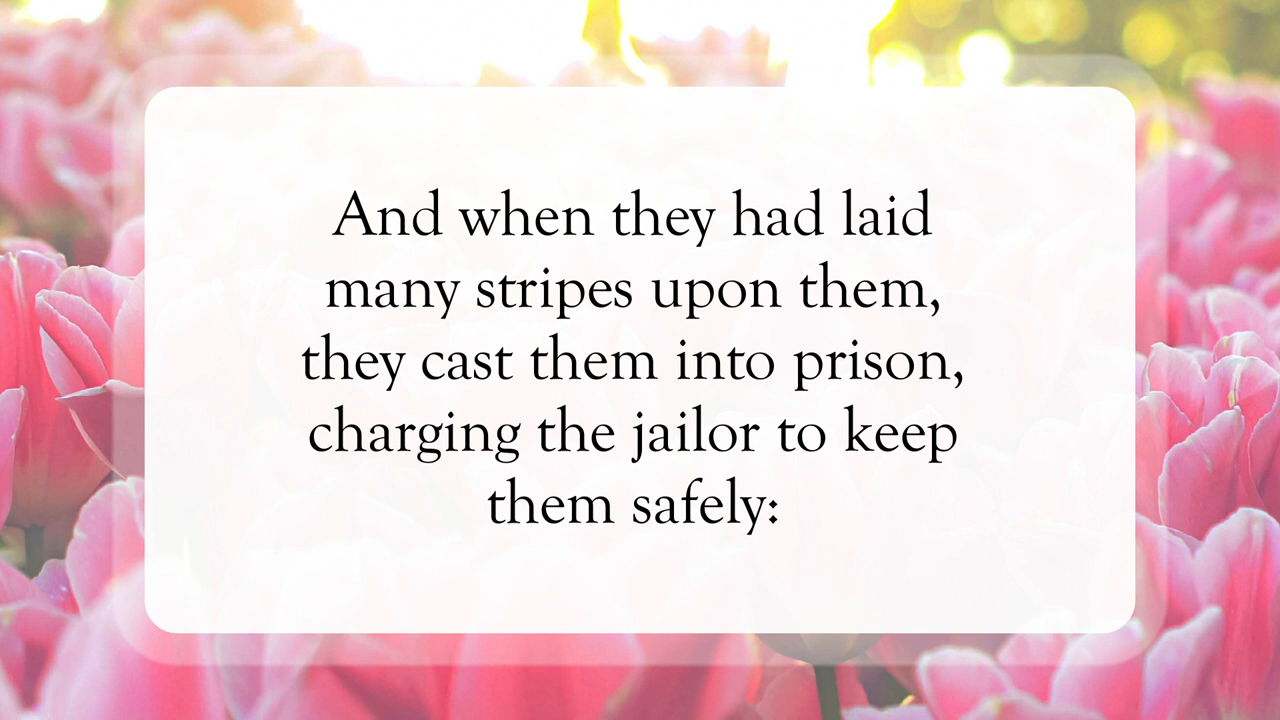 And when they had laid
many stripes upon them,
they cast them into prison,
charging the jailor to keep
them safely: